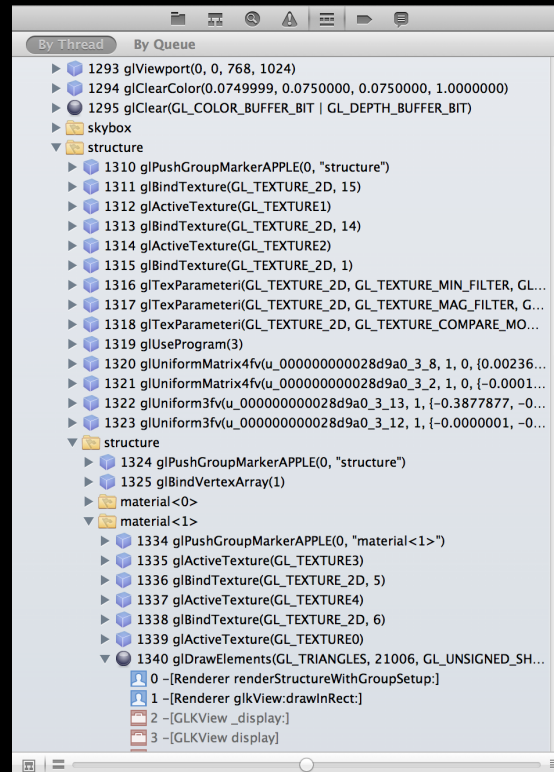 By Thread By Queue
1293 glViewport(0, 0, 768, 1024)
1294 glClearColor(0.0749999, 0.0750000, 0.0750000, 1.0000000)
1295 glClear(GL_COLOR_BUFFER_BIT | GL_DEPTH_BUFFER_BIT)
skybox
structure
1310 glPushGroupMarkerAPPLE(0, "structure")
1311 glBindTexture(GL_TEXTURE_2D, 15)
1312 glActiveTexture(GL_TEXTURE1)
1313 glBindTexture(GL_TEXTURE_2D, 14)
1314 glActiveTexture(GL_TEXTURE2)
1315 glBindTexture(GL_TEXTURE_2D, 1)
1316 glTexParameteri(GL_TEXTURE_2D, GL_TEXTURE_MIN_FILTER, GL...
1317 glTexParameteri(GL_TEXTURE_2D, GL_TEXTURE_MAG_FILTER, G...
1318 glTexParameteri(GL_TEXTURE_2D, GL_TEXTURE_COMPARE_MO...
1319 glUseProgram(3)
1320 glUniformMatrix4fv(u_000000000028d9a0_3_8, 1, 0, {0.00236...
1321 glUniformMatrix4fv(u_000000000028d9a0_3_2, 1, 0, {-0.0001...
1322 glUniform3fv(u_000000000028d9a0_3_13, 1, {-0.3877877, -0...
1323 glUniform3fv(u_000000000028d9a0_3_12, 1, {-0.0000001, -0...
structure
1324 glPushGroupMarkerAPPLE(0, "structure")
1325 glBindVertexArray(1)
material<0>
material<1>
1334 glPushGroupMarkerAPPLE(0, "material<1>")
1335 glActiveTexture(GL_TEXTURE3)
1336 glBindTexture(GL_TEXTURE_2D, 5)
1337 glActiveTexture(GL_TEXTURE4)
1338 glBindTexture(GL_TEXTURE_2D, 6)
1339 glActiveTexture(GL_TEXTURE0)
1340 glDrawElements(GL_TRIANGLES, 21006, GL_UNSIGNED_SH...
0 -[Renderer renderStructureWithGroupSetup:]
1 -[Renderer glkView:drawInRect:]
2 -[GLKView _display:]
3 -[GLKView display]